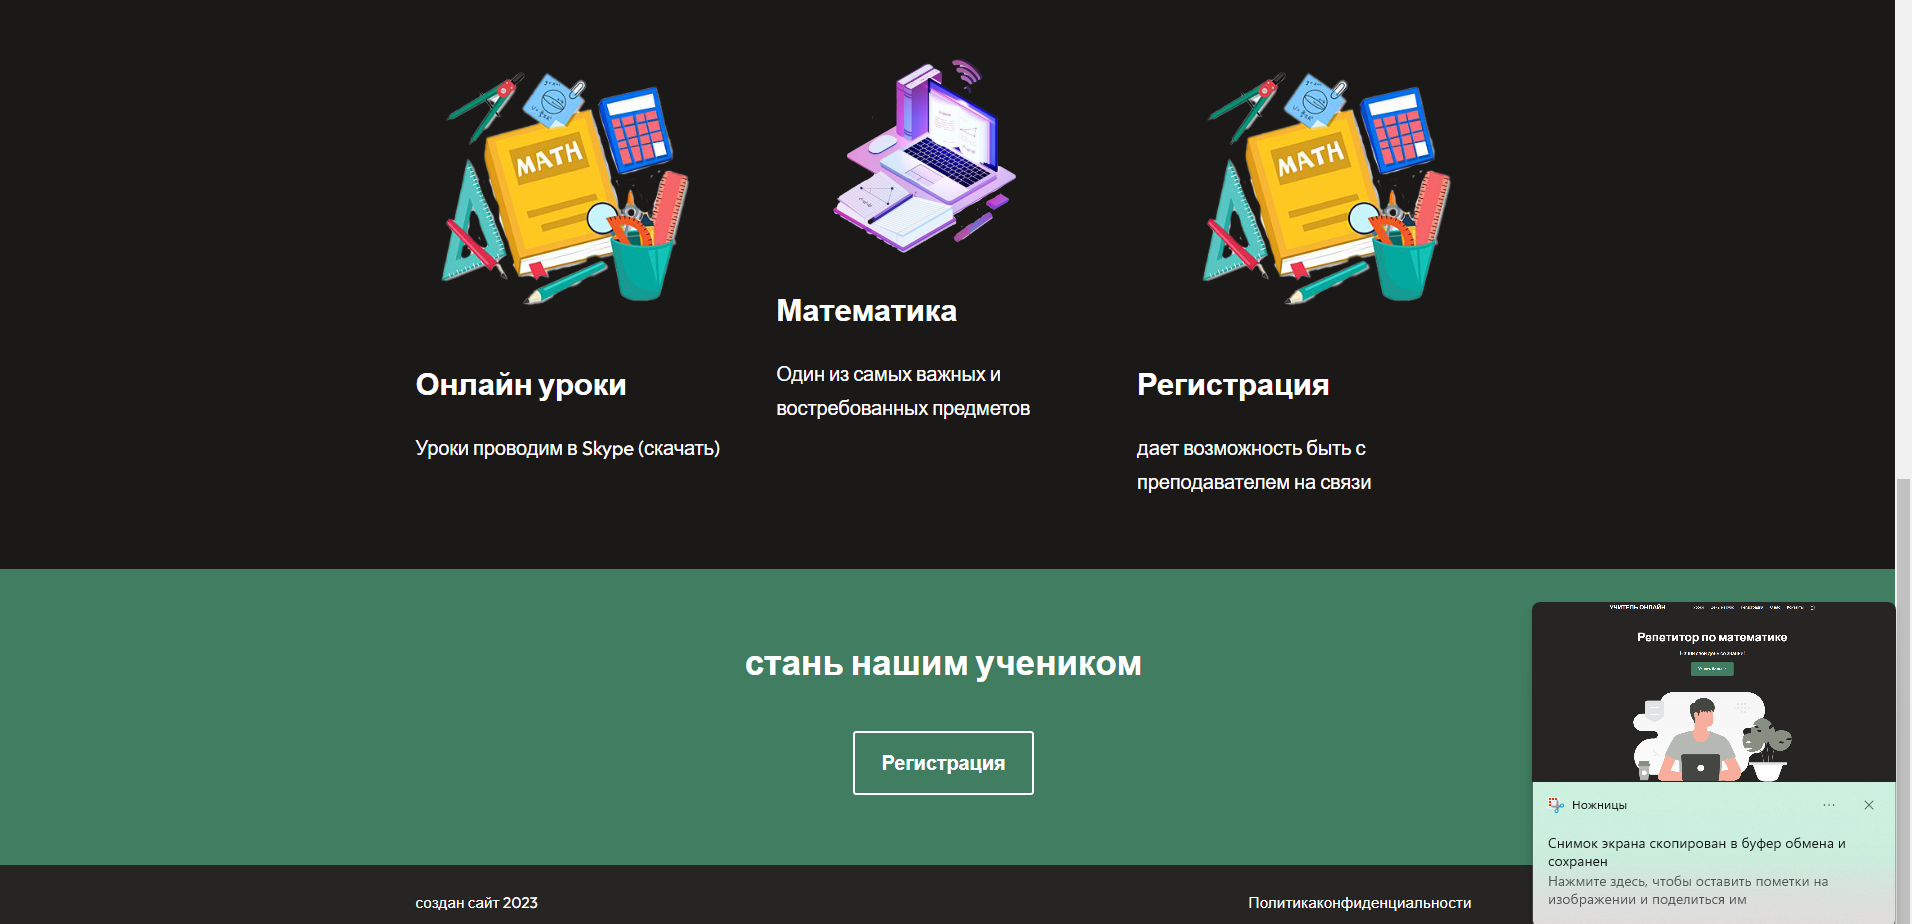 MATH
MATH
Математика
Один из самых важных и
востребованных предметов
Онлайн уроки
Уроки проводим в Skype (скачать)
Регистрация
дает возможность быть с
преподавателем на связи
стань нашим учеником
Регистрация
создан сайт 2023
Политикаконфиденциальности
УЧИТЕЛЬ ОНЛАЙН
Репетитор по математике
Ножницы
Снимок экрана скопирован в буфер обмена и
сохранен
Нажмите здесь, чтобы оставить пометки на
изображении и поделиться им